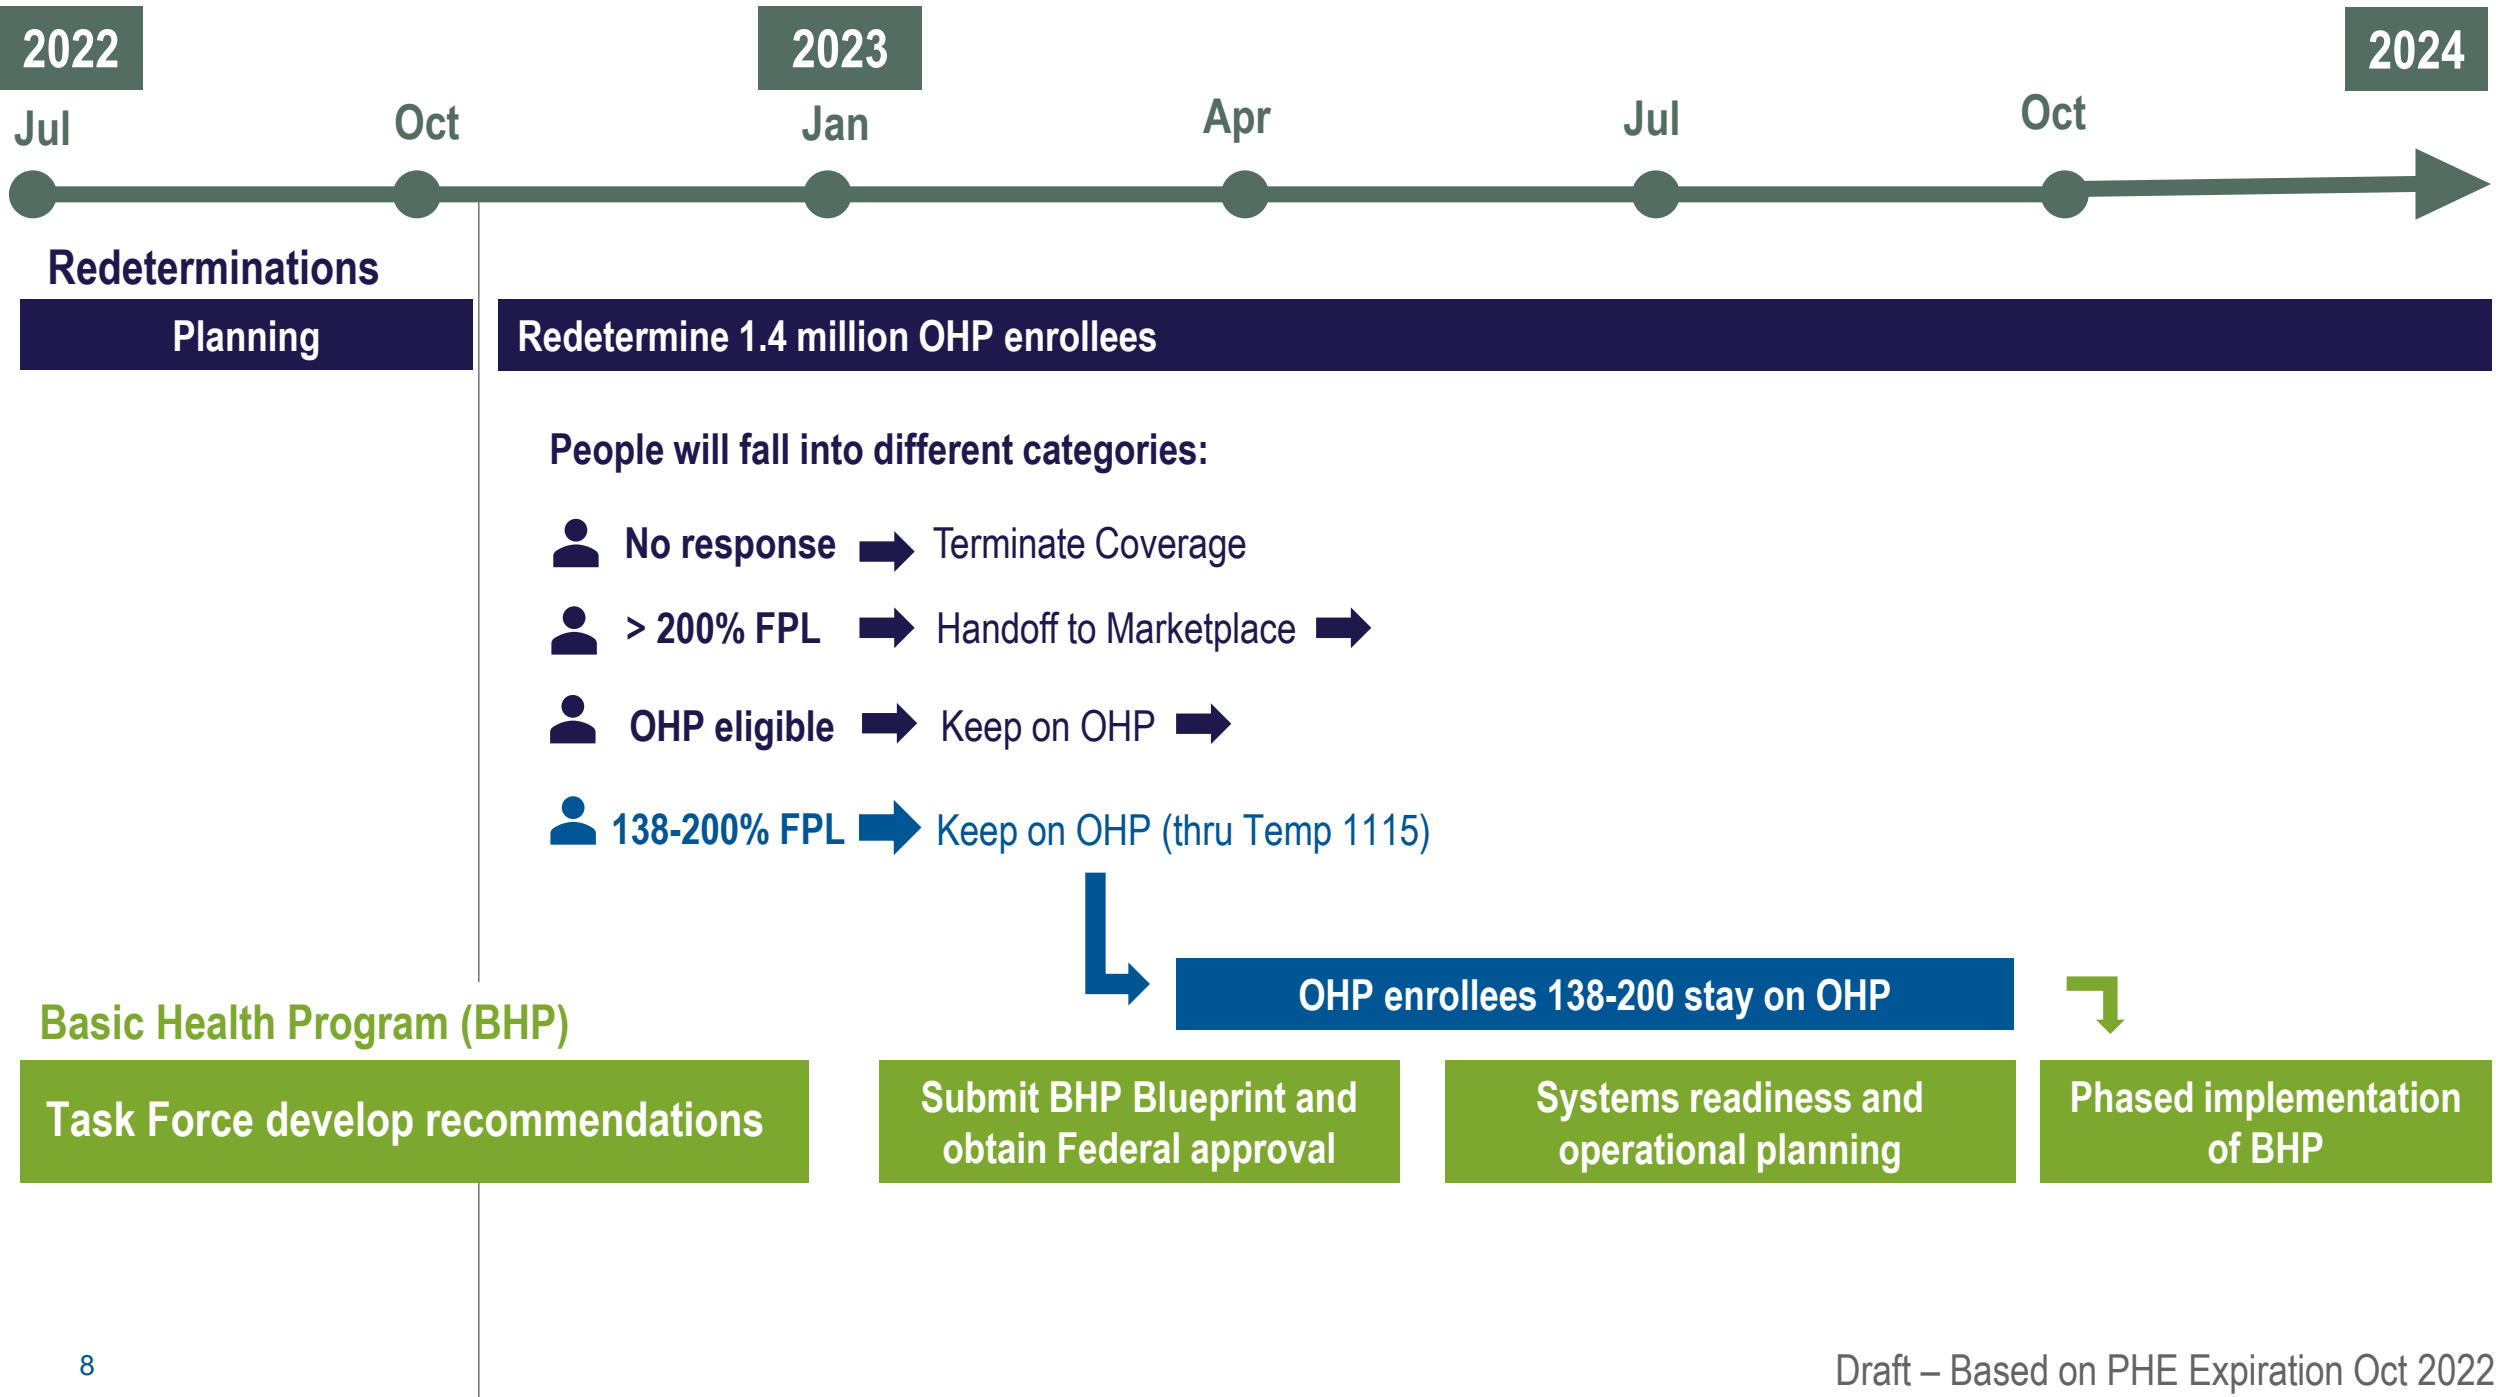 2022
2023
2024
Jul
Oct
Jan
Apr
Jul
Oct
Redeterminations
Planning
Redetermine 1.4 million OHP enrollees
People will fall into different categories:
No response
Terminate Coverage
> 200% FPL
Handoff to Marketplace
OHP eligible
Keep on OHP
138-200% FPL
Keep on OHP (thru Temp 1115)
OHP enrollees 138-200 stay on OHP
Basic Health Program (BHP)
Task Force develop recommendations
Submit BHP Blueprint and
obtain Federal approval
Systems readiness and
operational planning
Phased implementation
of BHP
8
Draft – Based on PHE Expiration Oct 2022